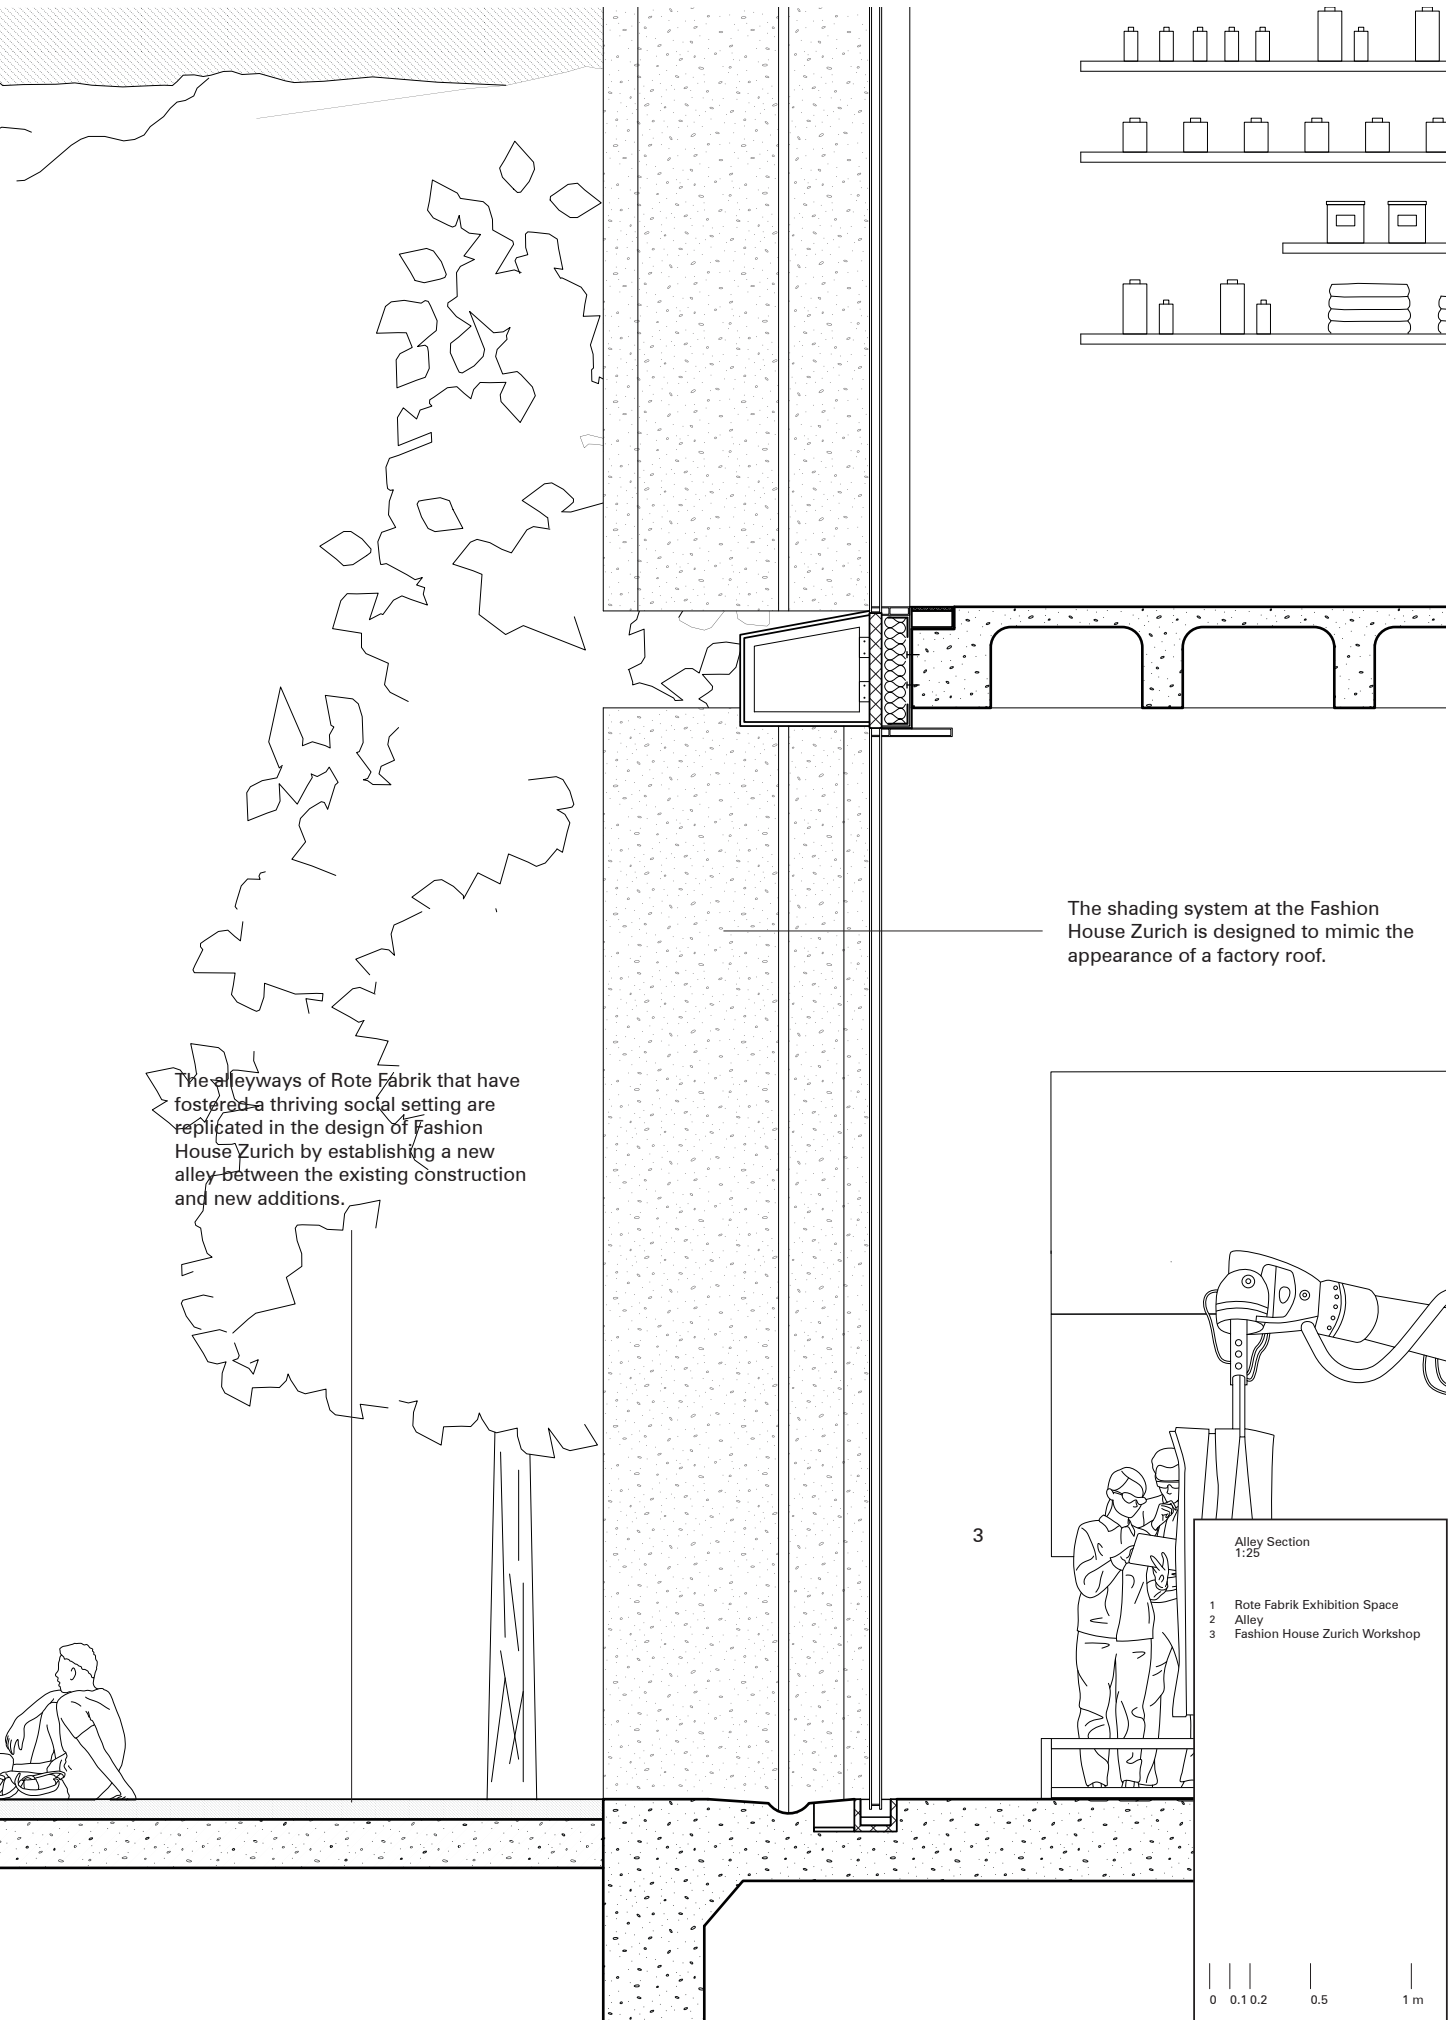 The shading system at the Fashion
House Zurich is designed to mimic the
appearance of a factory roof.
The alleyways of Rote Fabrik that have
fostered a thriving social setting are
replicated in the design of Fashion
House Zurich by establishing a new
alley between the existing construction
and new additions.
3
Alley Section
1:25
1 Rote Fabrik Exhibition Space
2 Alley
3 Fashion House Zurich Workshop
0 0.1 0.2 0.5 1 m